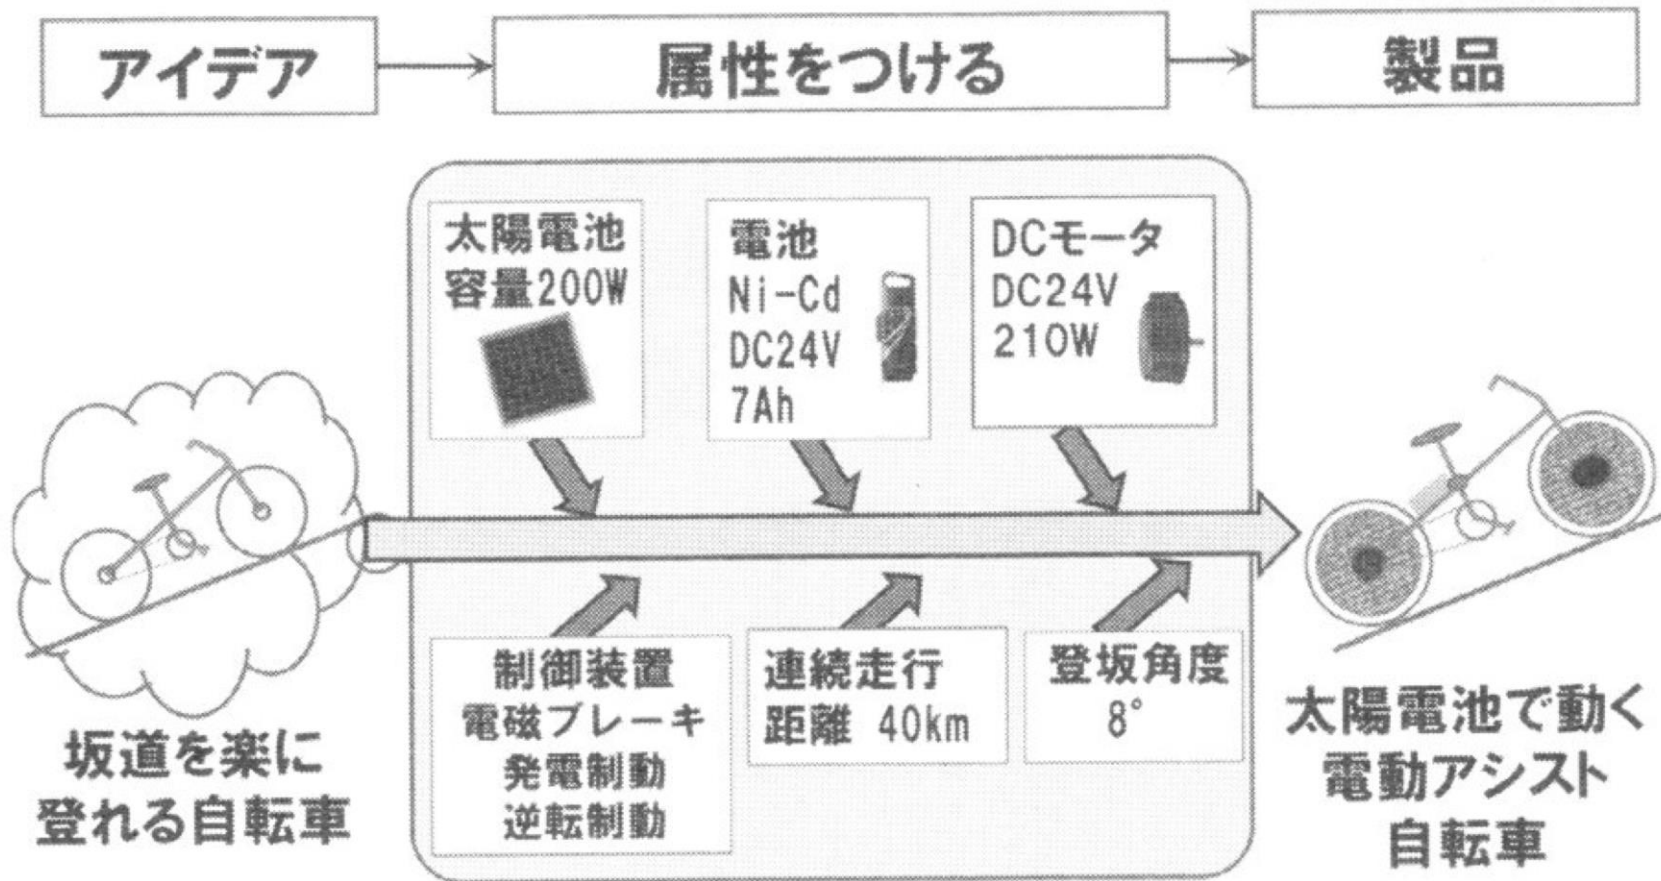 アイデア
属性をつける
製品
太陽電池
容量200W
電池
Ni-Cd
DC24V
7Ah
DCモータ
DC24V
210W
制御装置
電磁ブレーキ
発電制動
逆転制動
連続走行
距離 40km
登坂角度
8°
坂道を楽に
登れる自転車
太陽電池で動く
電動アシスト
自転車